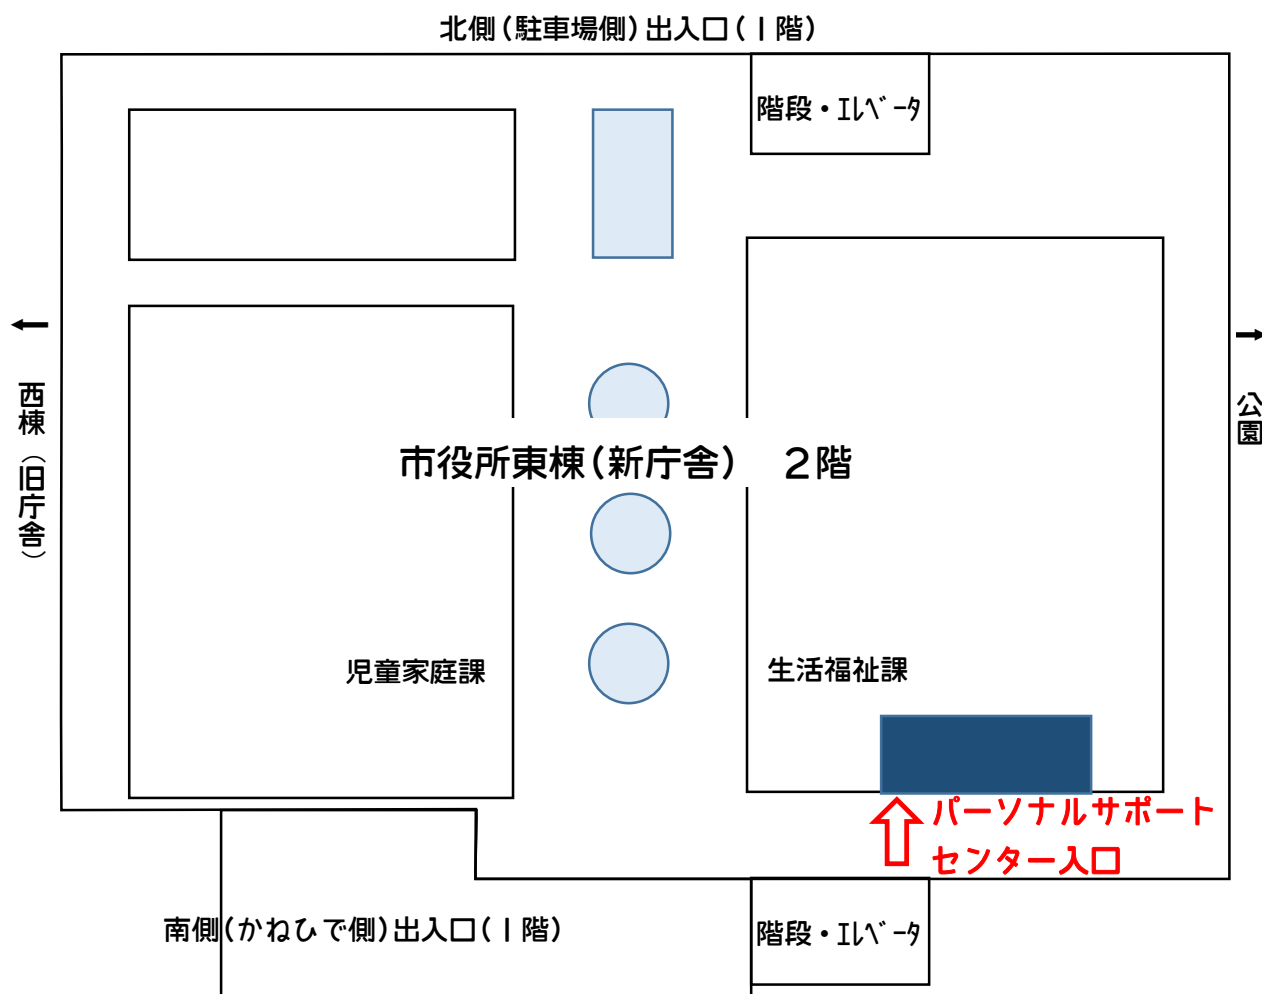 北側(駐車場側)出入口(1階)
階段・エレベータ
西棟(旧庁舎)
公園
市役所東棟(新庁舎) 2階
児童家庭課
生活福祉課
パーソナルサポート
センター入口
南側(かねひで側)出入口(1階)
階段・エレベータ